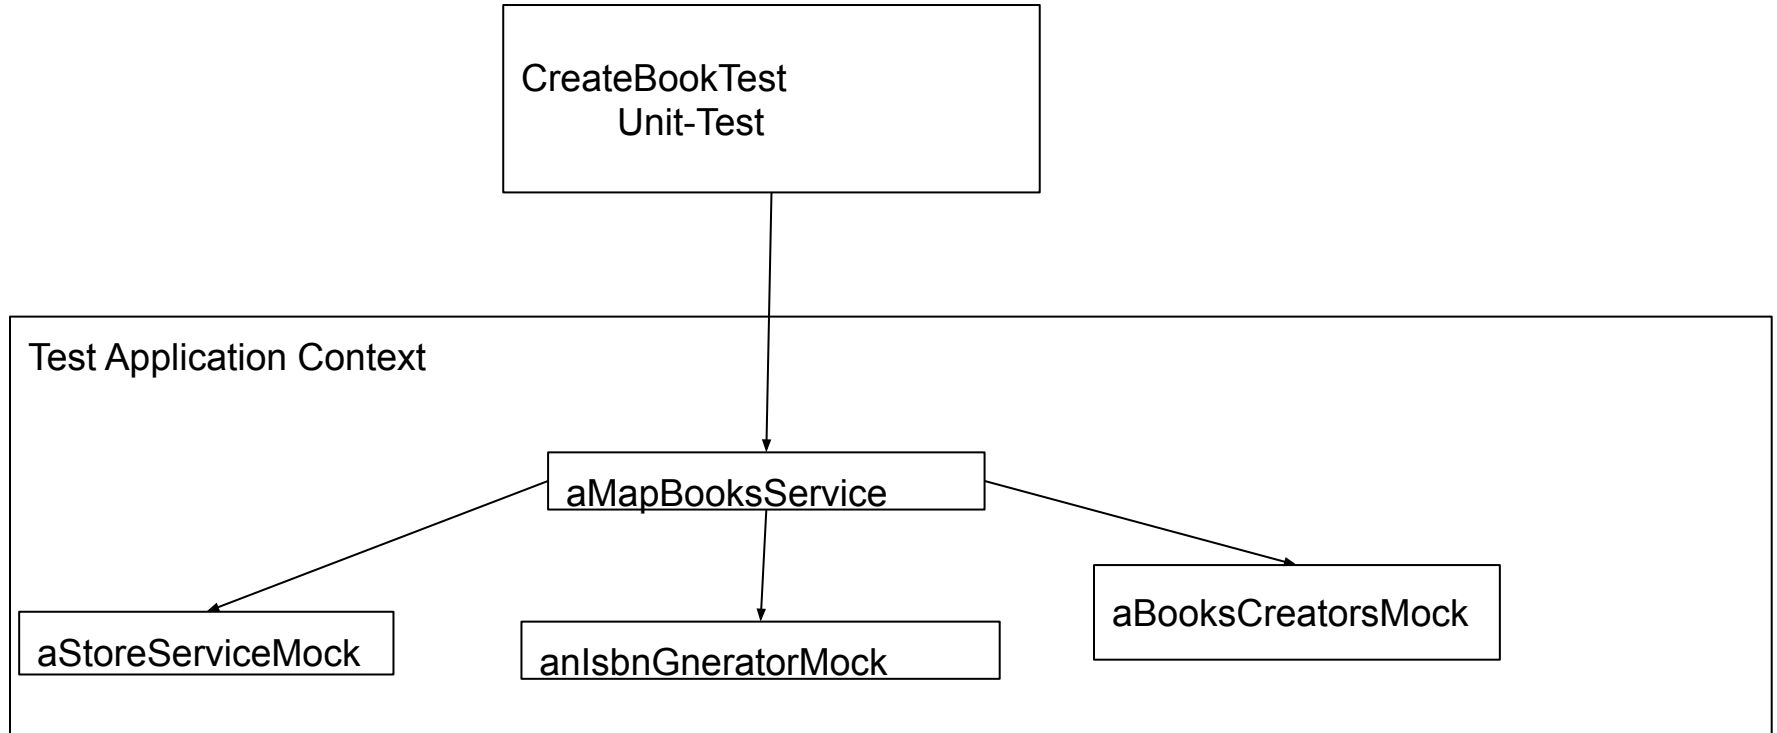 CreateBookTest
Unit-Test
Test Application Context
aMapBooksService
aStoreServiceMock
anIsbnGneratorMock
aBooksCreatorsMock